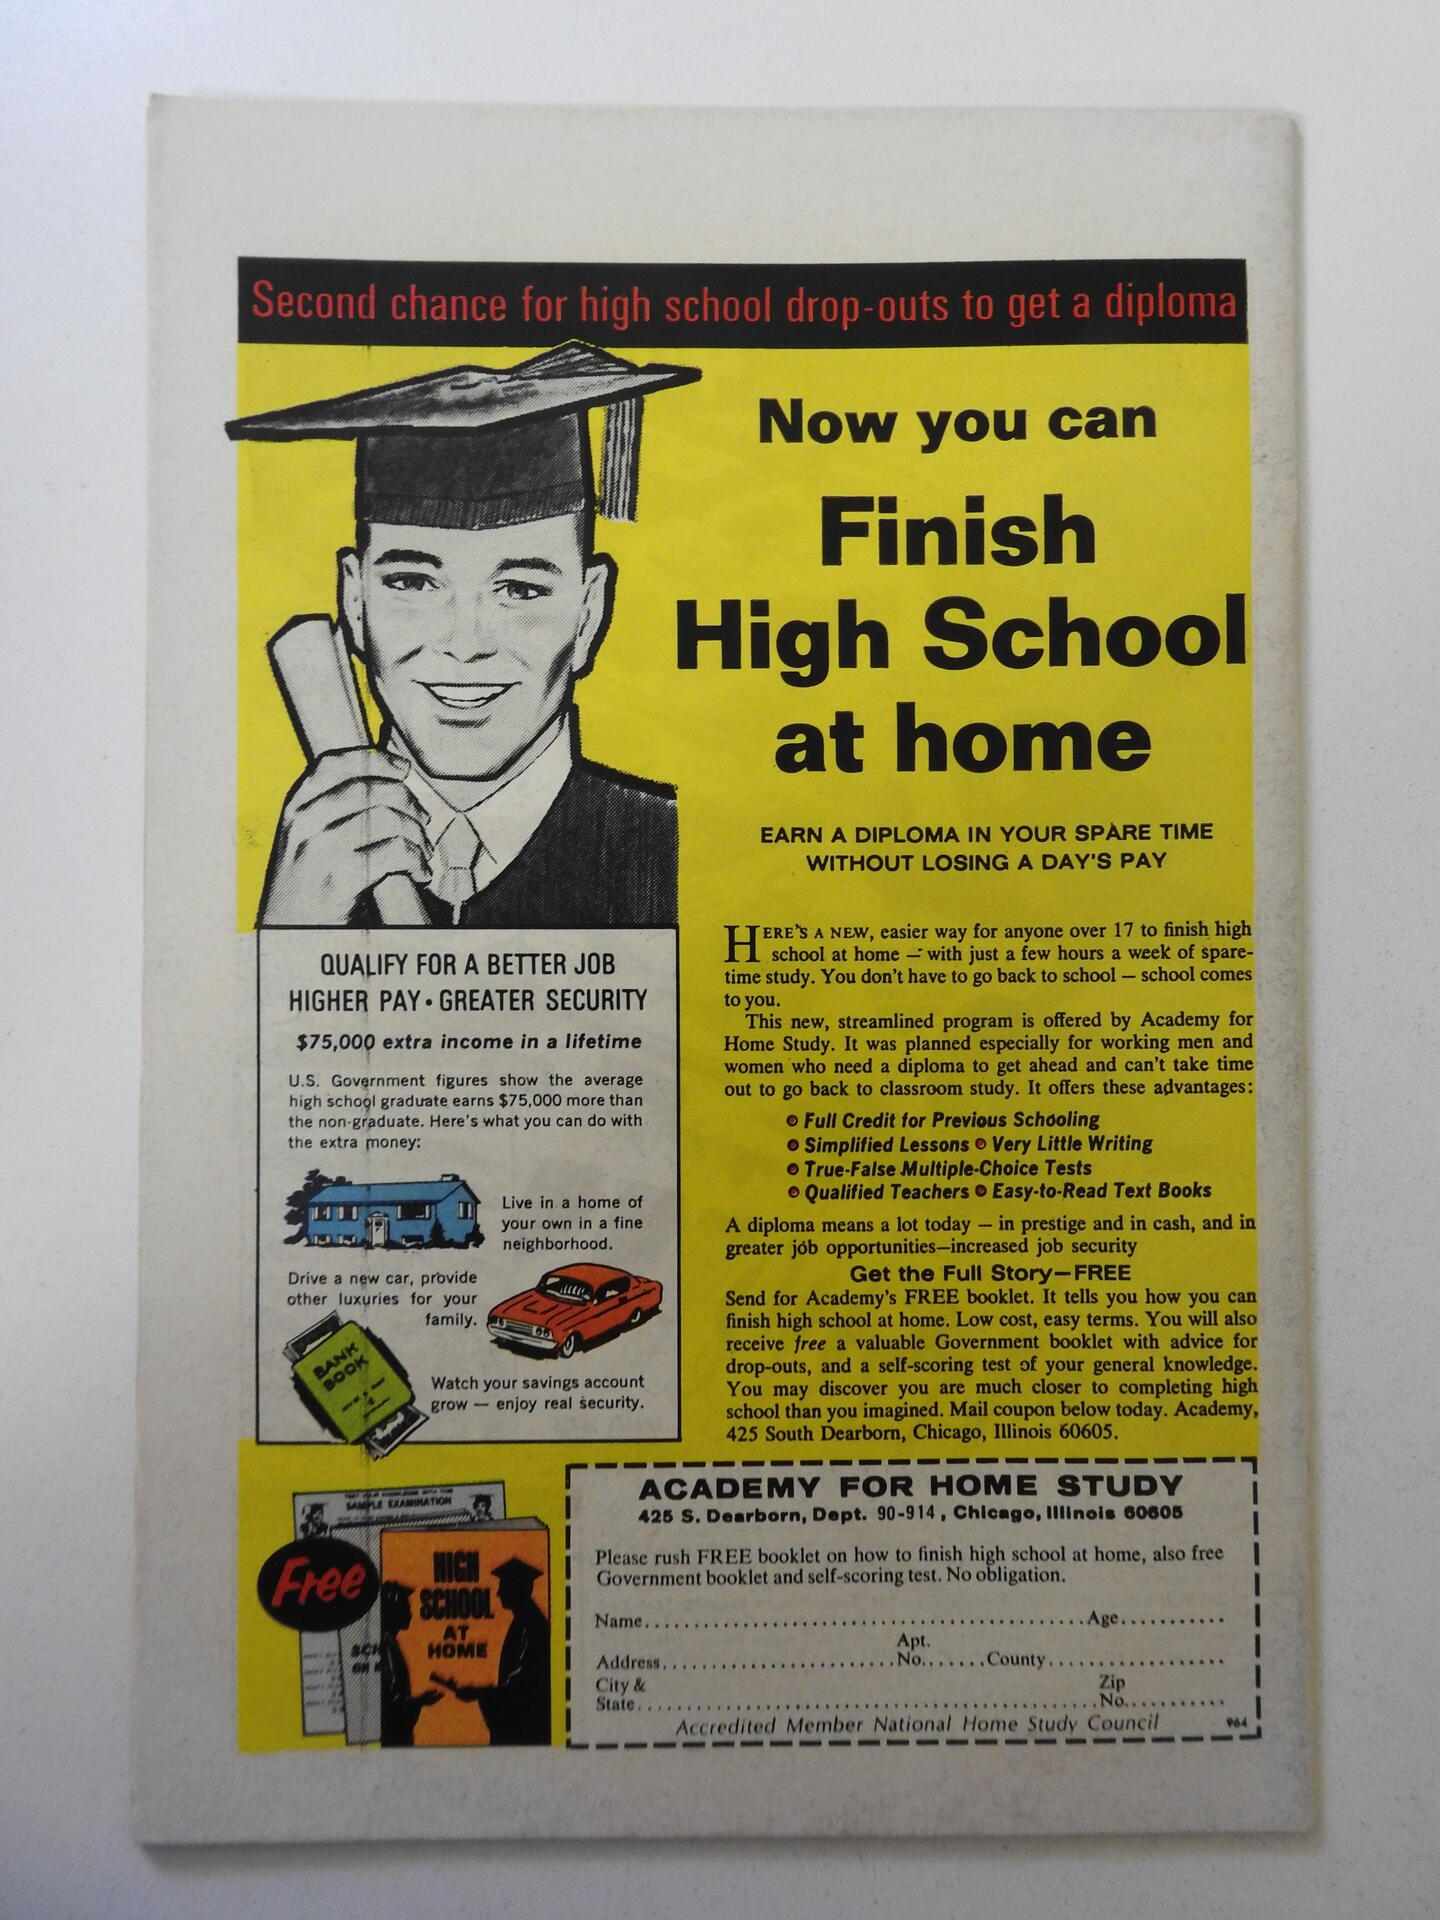 Second chance for high school drop-outs to get a diploma
Now you can
Finish
High School
at home
EARN A DIPLOMA IN YOUR SPARE TIME
WITHOUT LOSING A DAY'S PAY
HERE'S A NEW, easier way for anyone over 17 to finish high
school at home — with just a few hours a week of spare-
time study. You don't have to go back to school — school comes
to you.
This new, streamlined program is offered by Academy for
Home Study. It was planned especially for working men and
women who need a diploma to get ahead and can't take time
out to go back to classroom study. It offers these advantages:
Full Credit for Previous Schooling
Simplified Lessons Very Little Writing
True-False Multiple-Choice Tests
Qualified Teachers Easy-to-Read Text Books
A diploma means a lot today — in prestige and in cash, and in
greater job opportunities—increased job security
Get the Full Story—FREE
Send for Academy's FREE booklet. It tells you how you can
finish high school at home. Low cost, easy terms. You will also
receive free a valuable Government booklet with advice for
drop-outs, and a self-scoring test of your general knowledge.
You may discover you are much closer to completing high
school than you imagined. Mail coupon below today. Academy,
425 South Dearborn, Chicago, Illinois 60605.
QUALIFY FOR A BETTER JOB
HIGHER PAY • GREATER SECURITY
$75,000 extra income in a lifetime
U.S. Government figures show the average
high school graduate earns $75,000 more than
the non-graduate. Here's what you can do with
the extra money:
Live in a home of
your own in a fine
neighborhood.
Drive a new car, provide
other luxuries for your
family.
BANK
BOOK
Watch your savings account
grow — enjoy real security.
SAMPLE EXAMINATION
Free
HIGH
SCHOOL
AT
HOME
ACADEMY FOR HOME STUDY
425 S. Dearborn, Dept. 90-914, Chicago, Illinois 60605
Please rush FREE booklet on how to finish high school at home, also free
Government booklet and self-scoring test. No obligation.
Name........................................Age...........
Apt.
Address.....................No.......County.................
City & Zip
State........................................No..........
Accredited Member National Home Study Council 964